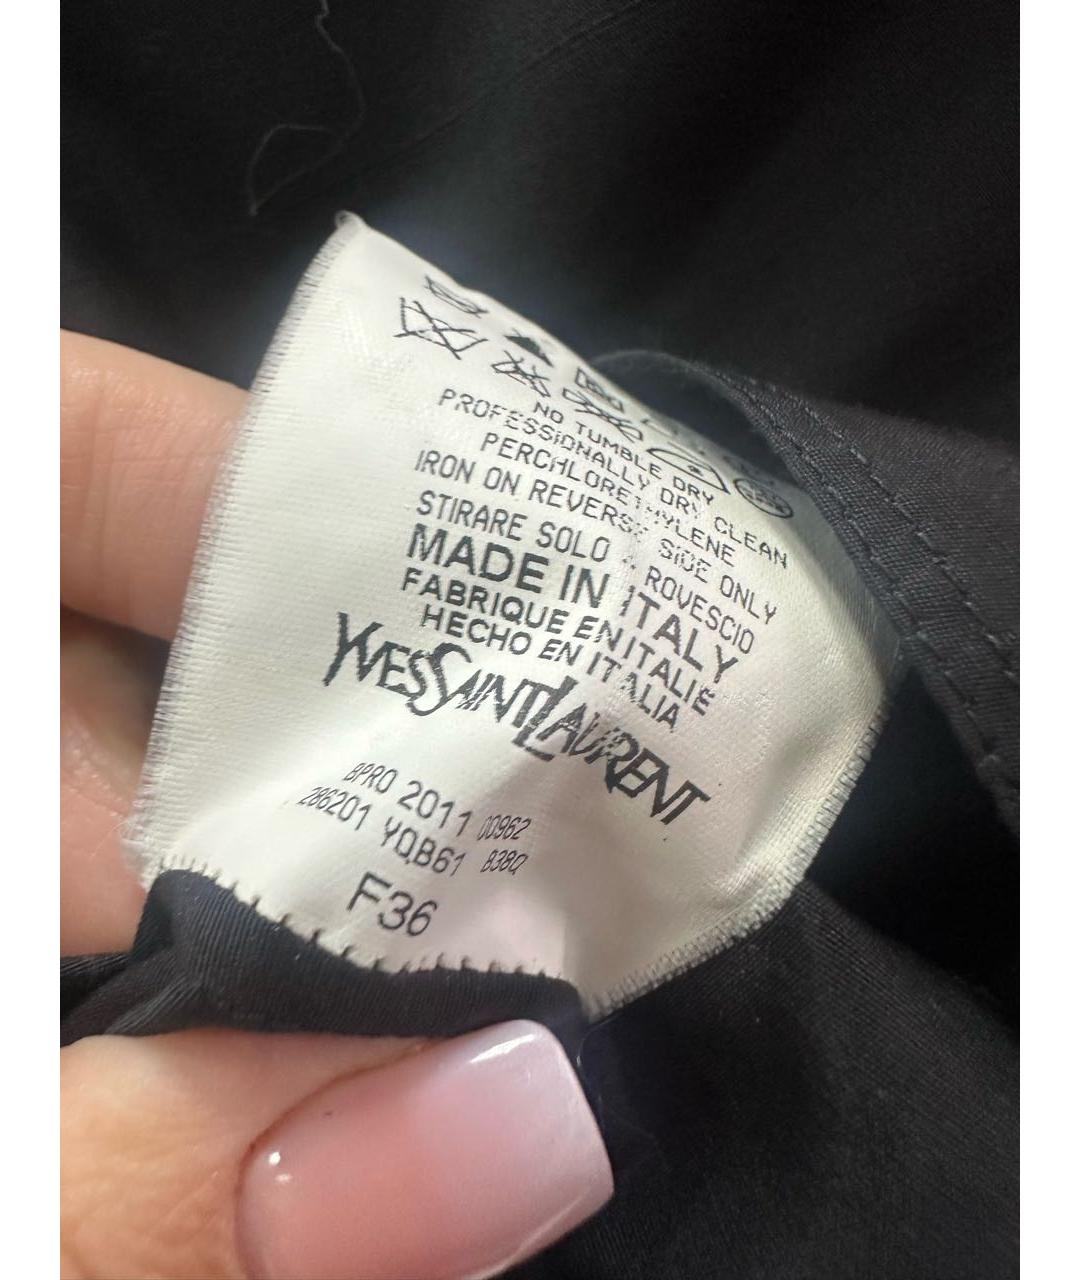 NO TUMBLE DRY
PROFESSIONALLY DRY CLEAN
PERCHLORETHYLENE
IRON ON REVERSE SIDE ONLY
STIRARE SOLO A ROVESCIO
MADE IN ITALY
FABRIQUE EN ITALIE
HECHO EN ITALIA
YVESSAINTLAURENT
BPRO 2011 00962
286201 YQB61 B38Q
F36